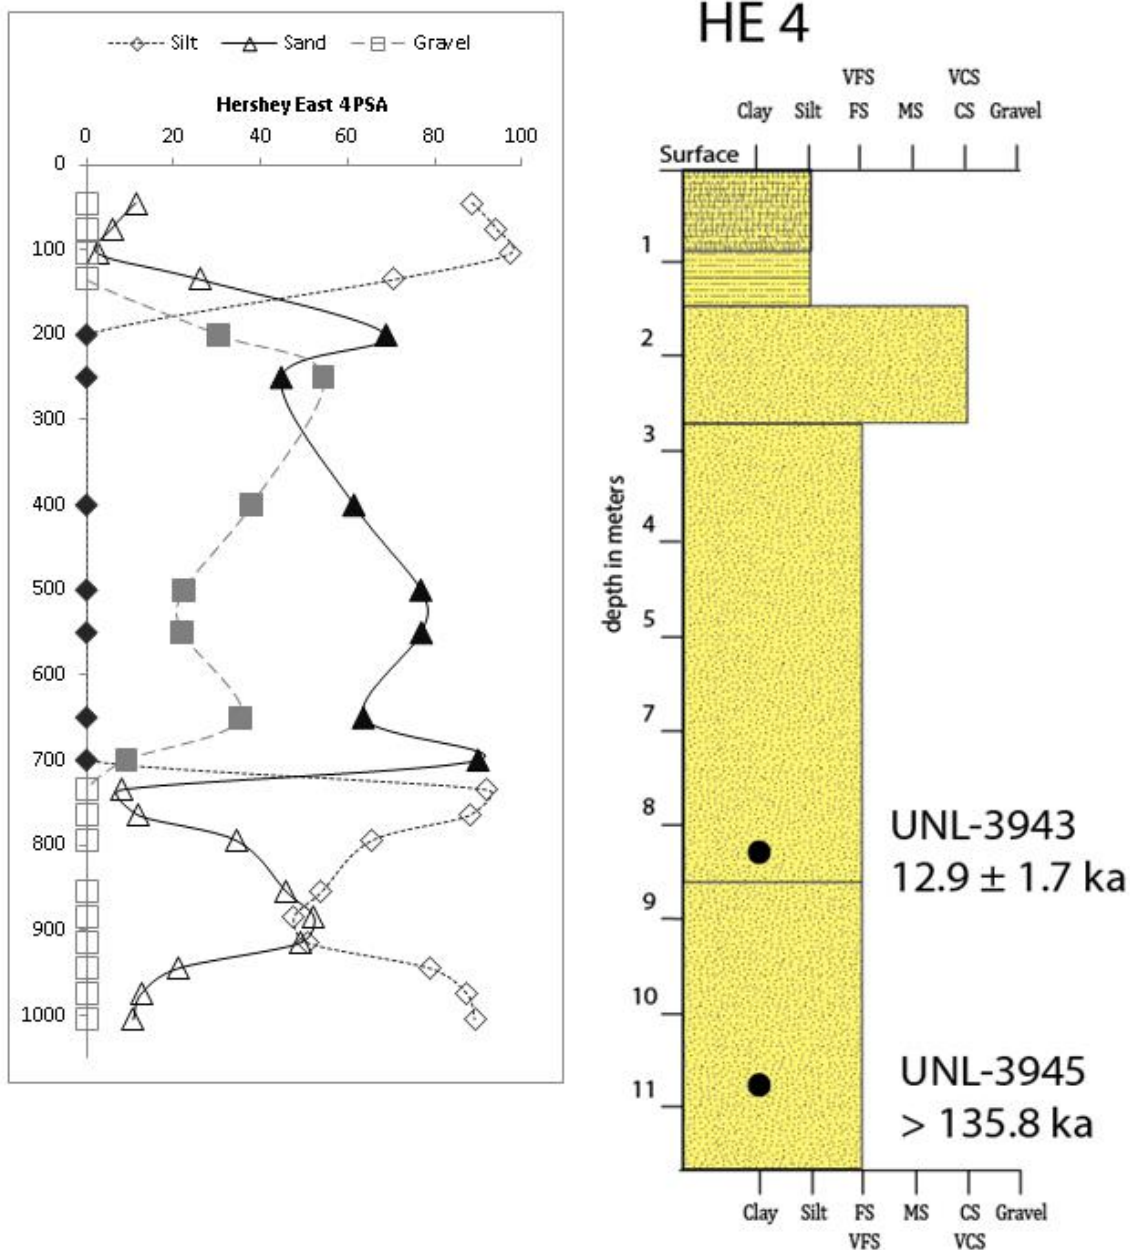 Silt Sand Gravel
Hershey East 4 PSA
0 20 40 60 80 100
0
100
200
300
400
500
600
700
800
900
1000
HE 4
VFS VCS
Clay Silt FS MS CS Gravel
Surface
1
2
3
4
5
7
8
9
10
11
depth in meters
UNL-3943
12.9 ± 1.7 ka
UNL-3945
> 135.8 ka
Clay Silt FS MS CS Gravel
VFS VCS